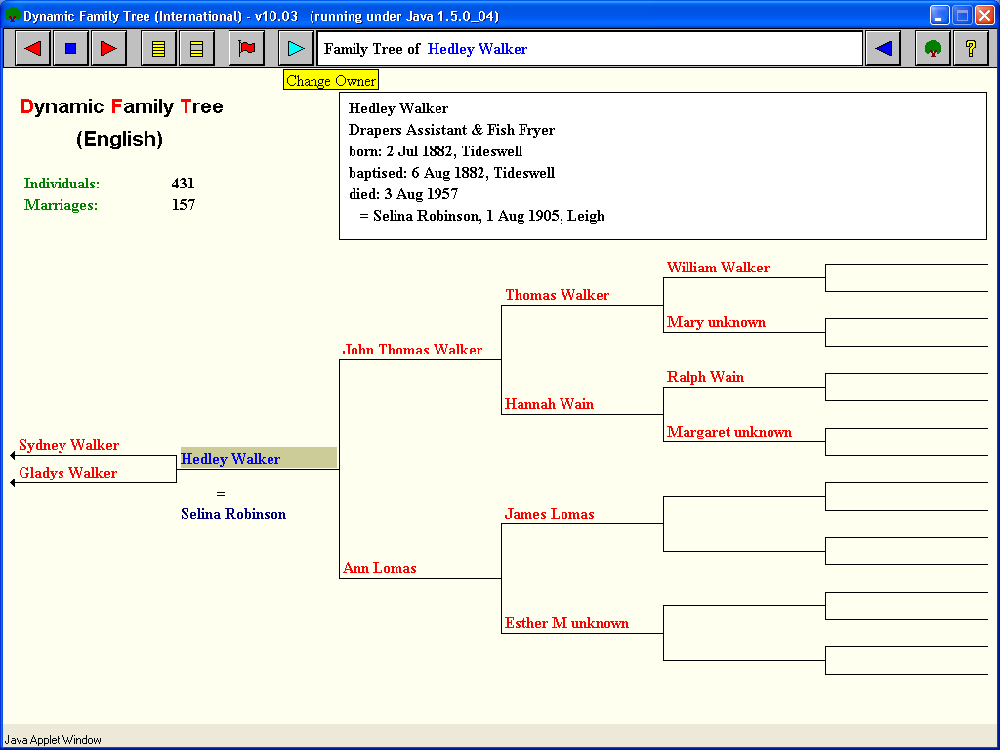 Dynamic Family Tree (International) - v10.03 (running under Java 1.5.0_04)
Family Tree of Hedley Walker
?
Change Owner
Dynamic Family Tree
(English)
Individuals: 431
Marriages: 157
Hedley Walker
Drapers Assistant & Fish Fryer
born: 2 Jul 1882, Tideswell
baptised: 6 Aug 1882, Tideswell
died: 3 Aug 1957
= Selina Robinson, 1 Aug 1905, Leigh
William Walker
Thomas Walker
Mary unknown
John Thomas Walker
Ralph Wain
Hannah Wain
Margaret unknown
Sydney Walker
Hedley Walker
Gladys Walker
=
Selina Robinson
James Lomas
Ann Lomas
Esther M unknown
Java Applet Window